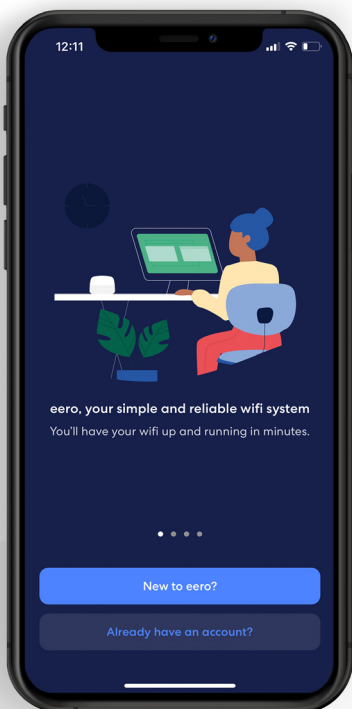 12:11
eero, your simple and reliable wifi system
You'll have your wifi up and running in minutes.
New to eero?
Already have an account?